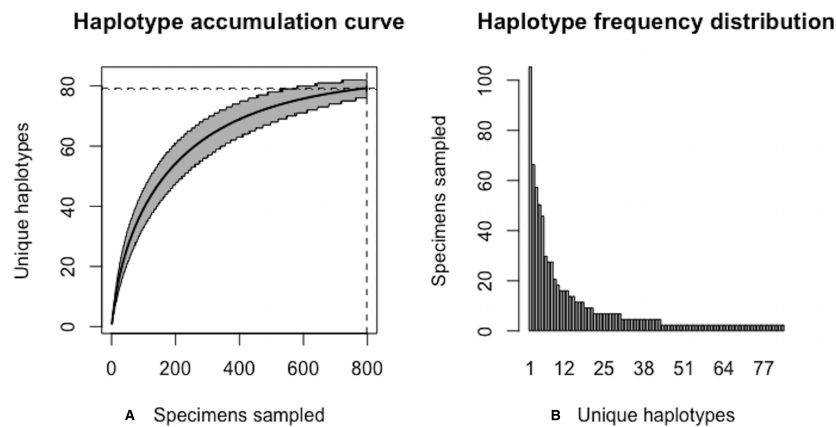 Haplotype accumulation curve
Unique haplotypes
80
60
40
20
0
0 200 400 600 800
A Specimens sampled
Haplotype frequency distribution
Specimens sampled
100
80
60
40
20
0
1 12 25 38 51 64 77
B Unique haplotypes